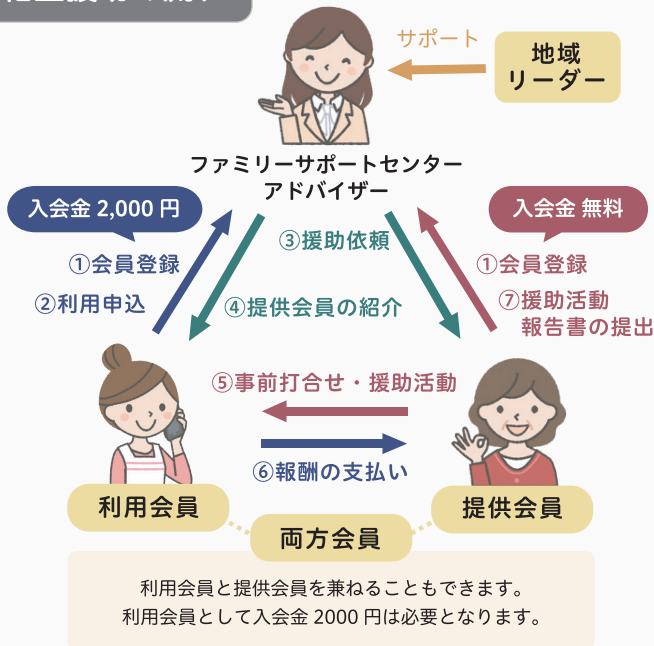 サポート
地域
リーダー
ファミリーサポートセンター
アドバイザー
入会金 2,000 円
入会金 無料
①会員登録
②利用申込
③援助依頼
④提供会員の紹介
①会員登録
⑦援助活動
報告書の提出
⑤事前打合せ・援助活動
⑥報酬の支払い
利用会員
提供会員
両方会員
利用会員と提供会員を兼ねることもできます。
利用会員として入会金 2000 円は必要となります。